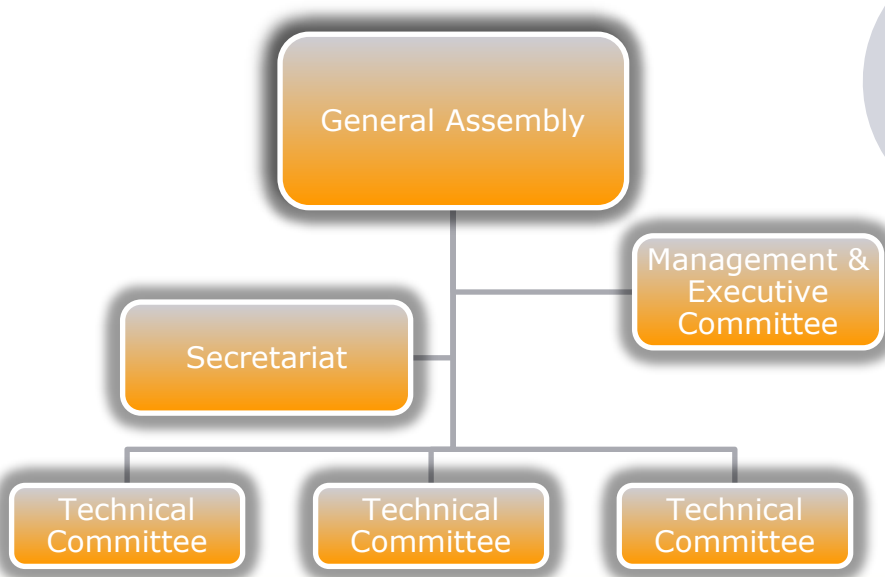 General Assembly
Management &
Executive
Committee
Secretariat
Technical
Committee
Technical
Committee
Technical
Committee